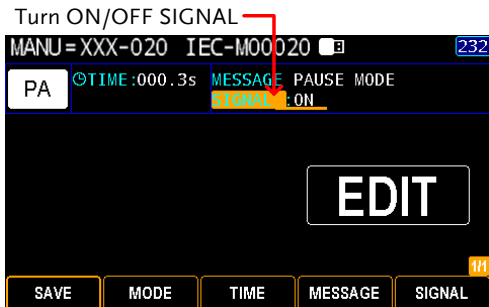 Turn ON/OFF SIGNAL
MANU=XXX-020 IEC-M00020 232
PA TIME:000.3s MESSAGE PAUSE MODE
SIGNAL :ON
EDIT
1/1
SAVE MODE TIME MESSAGE SIGNAL